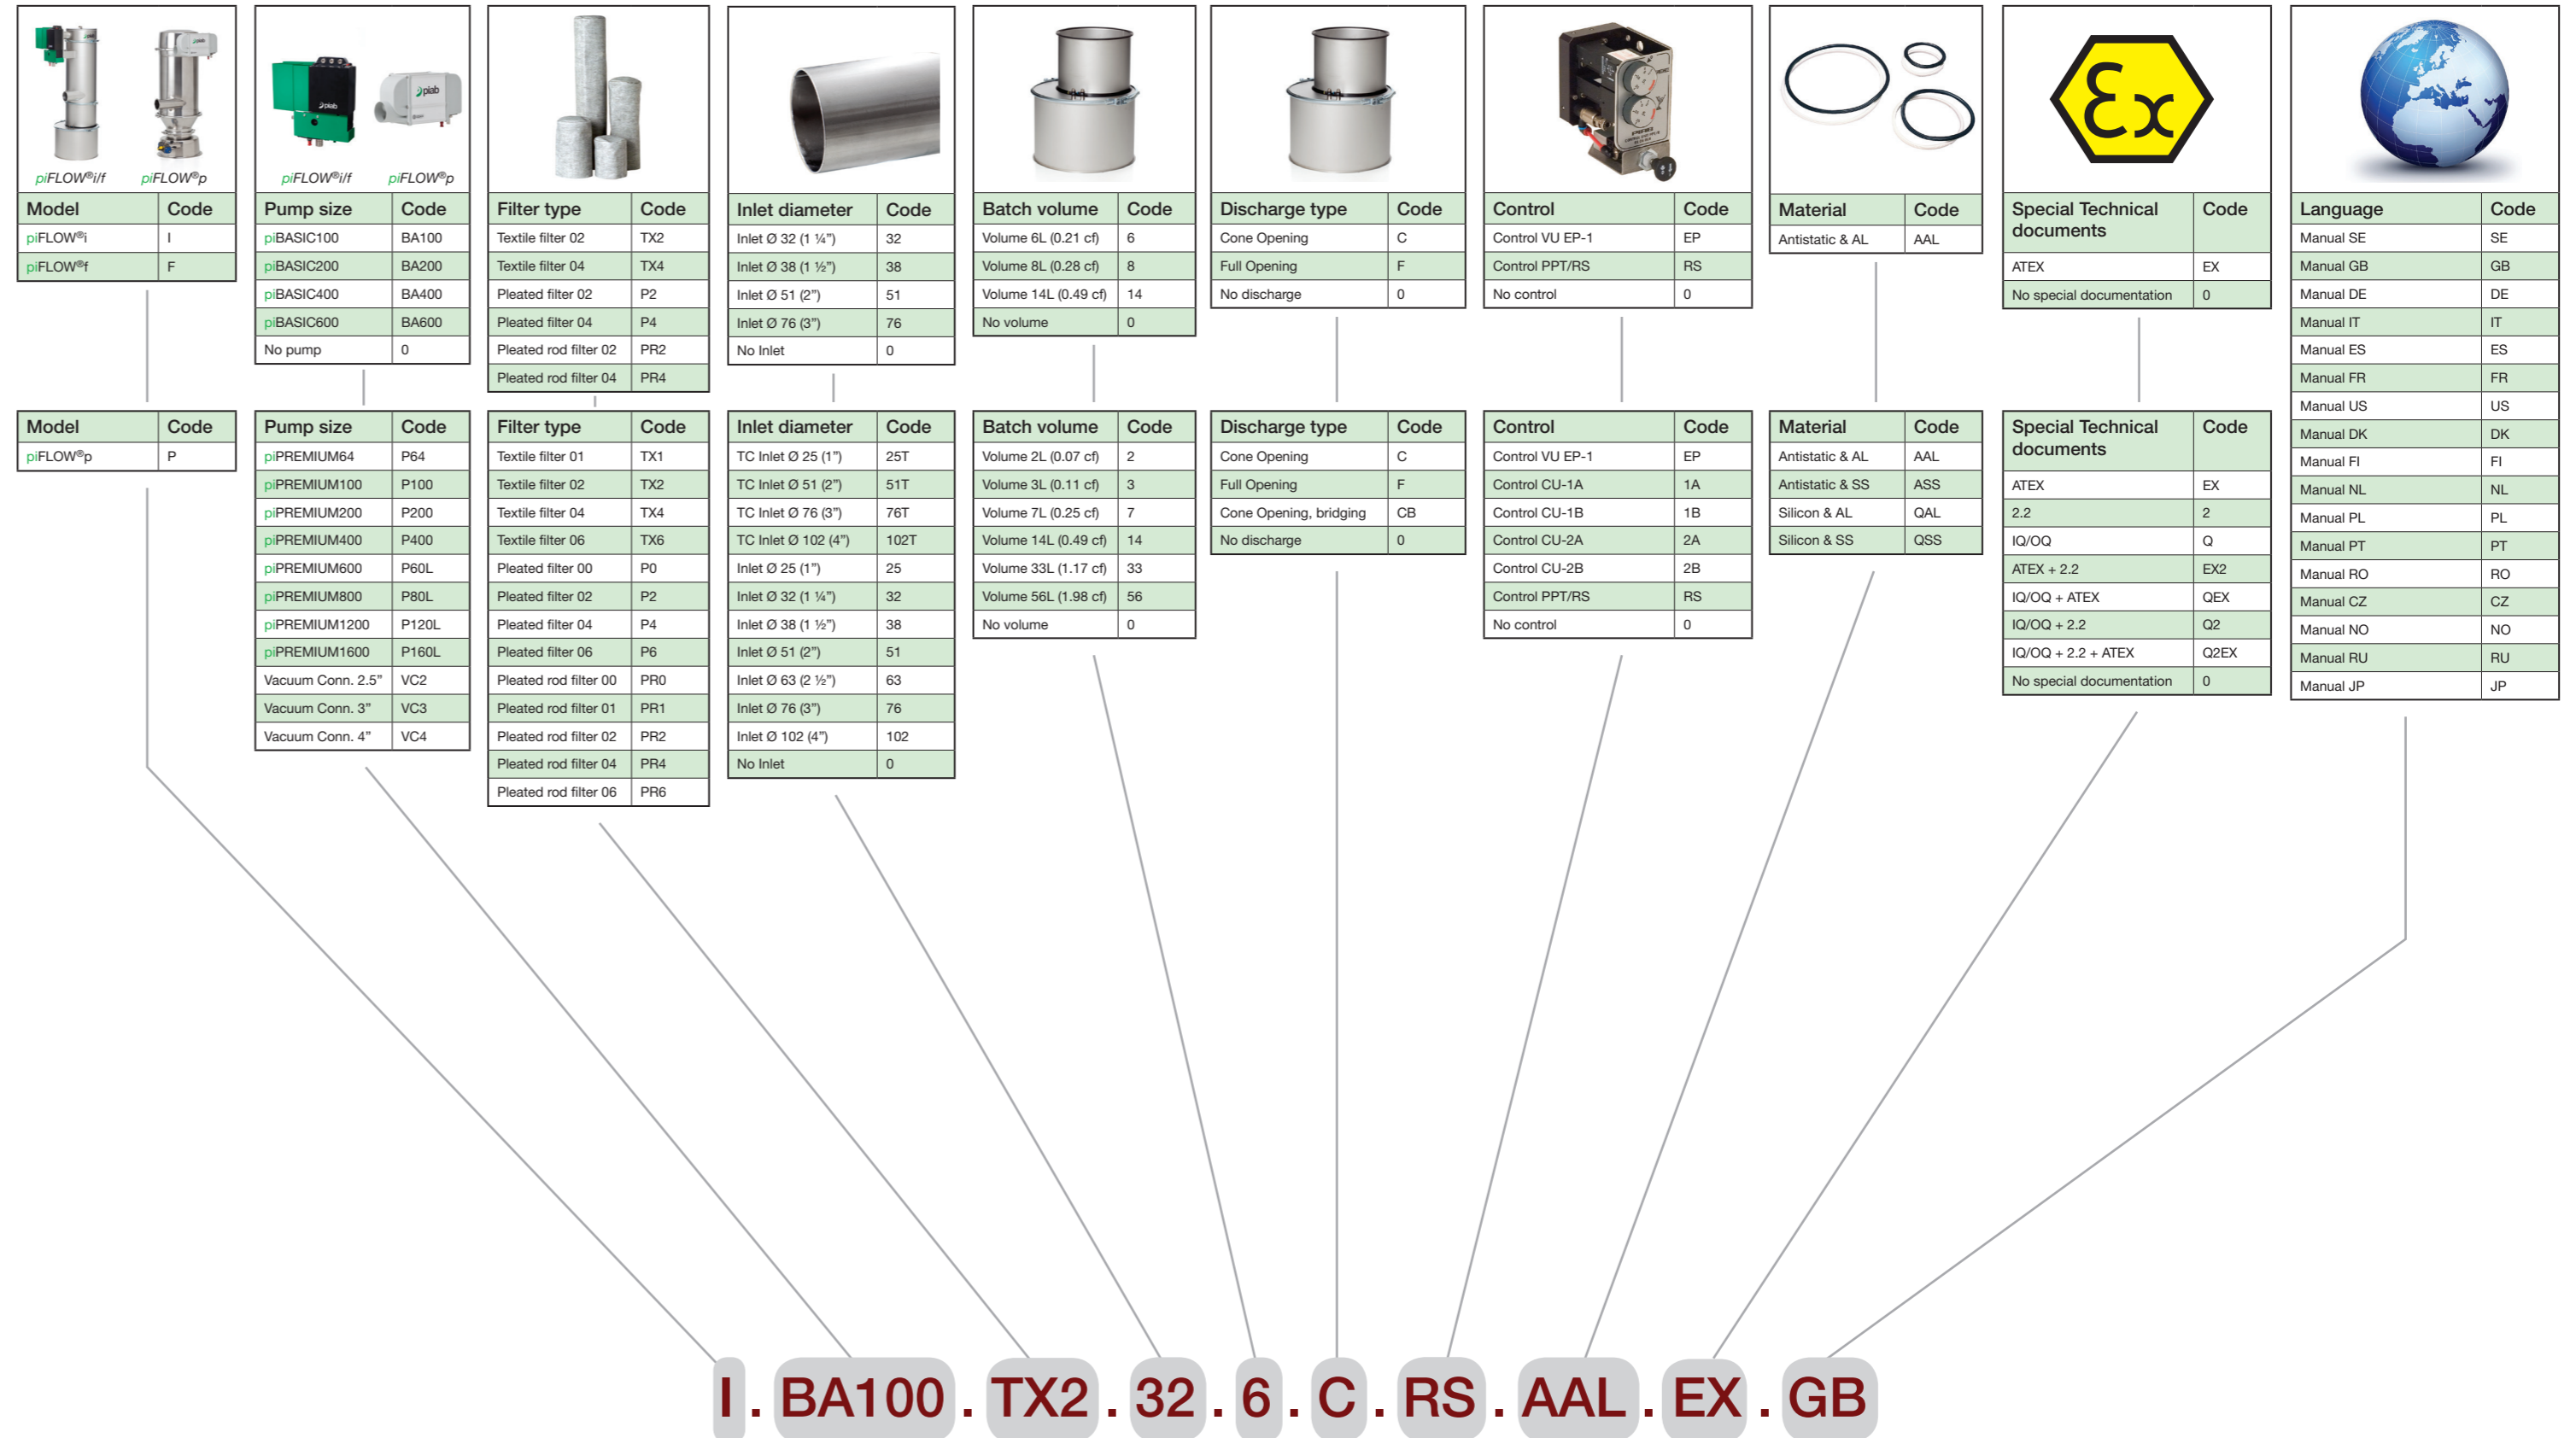 piFLOW®i/f piFLOW®p
Model Code
piFLOW®i I
piFLOW®f F
Model Code
piFLOW®p P
piab
piab
piFLOW®i/f piFLOW®p
Pump size Code
piBASIC100 BA100
piBASIC200 BA200
piBASIC400 BA400
piBASIC600 BA600
No pump 0
Pump size Code
piPREMIUM64 P64
piPREMIUM100 P100
piPREMIUM200 P200
piPREMIUM400 P400
piPREMIUM600 P60L
piPREMIUM800 P80L
piPREMIUM1200 P120L
piPREMIUM1600 P160L
Vacuum Conn. 2.5” VC2
Vacuum Conn. 3” VC3
Vacuum Conn. 4” VC4
Filter type Code
Textile filter 02 TX2
Textile filter 04 TX4
Pleated filter 02 P2
Pleated filter 04 P4
Pleated rod filter 02 PR2
Pleated rod filter 04 PR4
Filter type Code
Textile filter 01 TX1
Textile filter 02 TX2
Textile filter 04 TX4
Textile filter 06 TX6
Pleated filter 00 P0
Pleated filter 02 P2
Pleated filter 04 P4
Pleated filter 06 P6
Pleated rod filter 00 PR0
Pleated rod filter 01 PR1
Pleated rod filter 02 PR2
Pleated rod filter 04 PR4
Pleated rod filter 06 PR6
Inlet diameter Code
Inlet Ø 32 (1 ¼”) 32
Inlet Ø 38 (1 ½”) 38
Inlet Ø 51 (2”) 51
Inlet Ø 76 (3”) 76
No Inlet 0
Inlet diameter Code
TC Inlet Ø 25 (1”) 25T
TC Inlet Ø 51 (2”) 51T
TC Inlet Ø 76 (3”) 76T
TC Inlet Ø 102 (4”) 102T
Inlet Ø 25 (1”) 25
Inlet Ø 32 (1 ¼”) 32
Inlet Ø 38 (1 ½”) 38
Inlet Ø 51 (2”) 51
Inlet Ø 63 (2 ½”) 63
Inlet Ø 76 (3”) 76
Inlet Ø 102 (4”) 102
No Inlet 0
Batch volume Code
Volume 6L (0.21 cf) 6
Volume 8L (0.28 cf) 8
Volume 14L (0.49 cf) 14
No volume 0
Batch volume Code
Volume 2L (0.07 cf) 2
Volume 3L (0.11 cf) 3
Volume 7L (0.25 cf) 7
Volume 14L (0.49 cf) 14
Volume 33L (1.17 cf) 33
Volume 56L (1.98 cf) 56
No volume 0
Discharge type Code
Cone Opening C
Full Opening F
No discharge 0
Discharge type Code
Cone Opening C
Full Opening F
Cone Opening, bridging CB
No discharge 0
Control Code
Control VU EP-1 EP
Control PPT/RS RS
No control 0
Control Code
Control VU EP-1 EP
Control CU-1A 1A
Control CU-1B 1B
Control CU-2A 2A
Control CU-2B 2B
Control PPT/RS RS
No control 0
Material Code
Antistatic & AL AAL
Material Code
Antistatic & AL AAL
Antistatic & SS ASS
Silicon & AL QAL
Silicon & SS QSS
Ex
Special Technical Code
documents
ATEX EX
No special documentation 0
Special Technical Code
documents
ATEX EX
2.2 2
IQ/OQ Q
ATEX + 2.2 EX2
IQ/OQ + ATEX QEX
IQ/OQ + 2.2 Q2
IQ/OQ + 2.2 + ATEX Q2EX
No special documentation 0
Language Code
Manual SE SE
Manual GB GB
Manual DE DE
Manual IT IT
Manual ES ES
Manual FR FR
Manual US US
Manual DK DK
Manual FI FI
Manual NL NL
Manual PL PL
Manual PT PT
Manual RO RO
Manual CZ CZ
Manual NO NO
Manual RU RU
Manual JP JP
I . BA100 . TX2 . 32 . 6 . C . RS . AAL . EX . GB